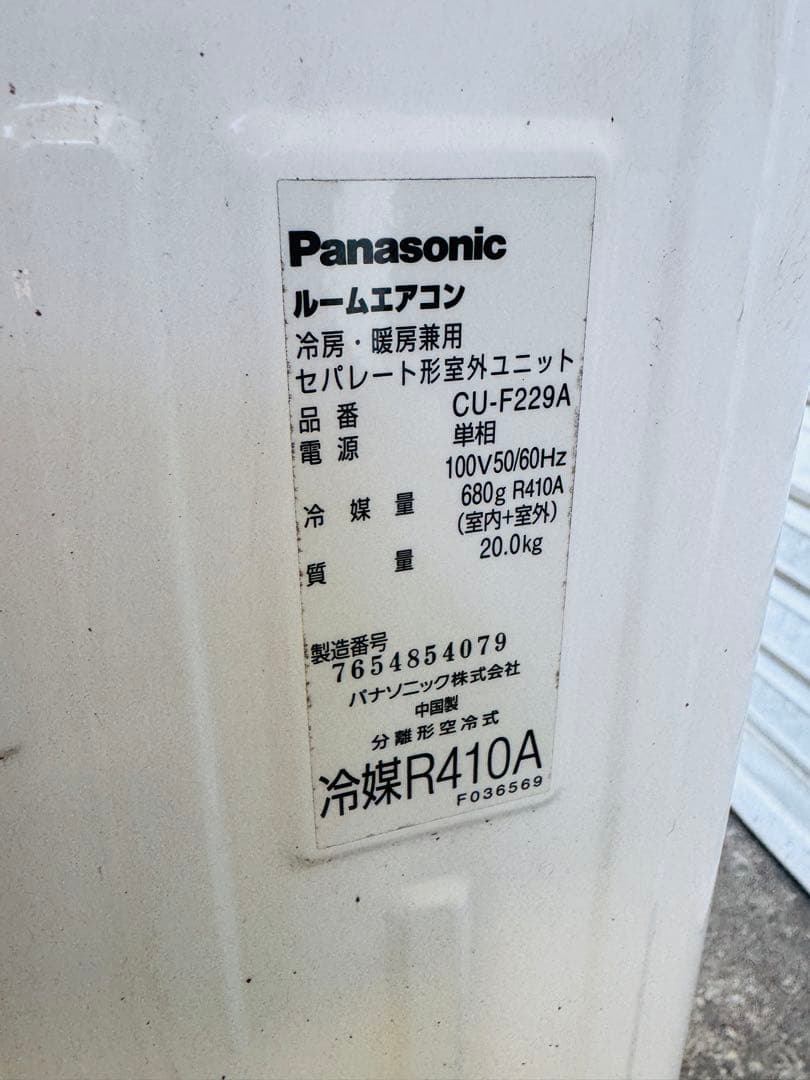 Panasonic
ルームエアコン
冷房・暖房兼用
セパレート形室外ユニット
品番 CU-F229A
電源 単相
100V50/60Hz
冷媒量 680g R410A
(室内+室外)
質量 20.0kg
製造番号
7654854079
パナソニック株式会社
中国製
分離形空冷式
冷媒R410A
F036569